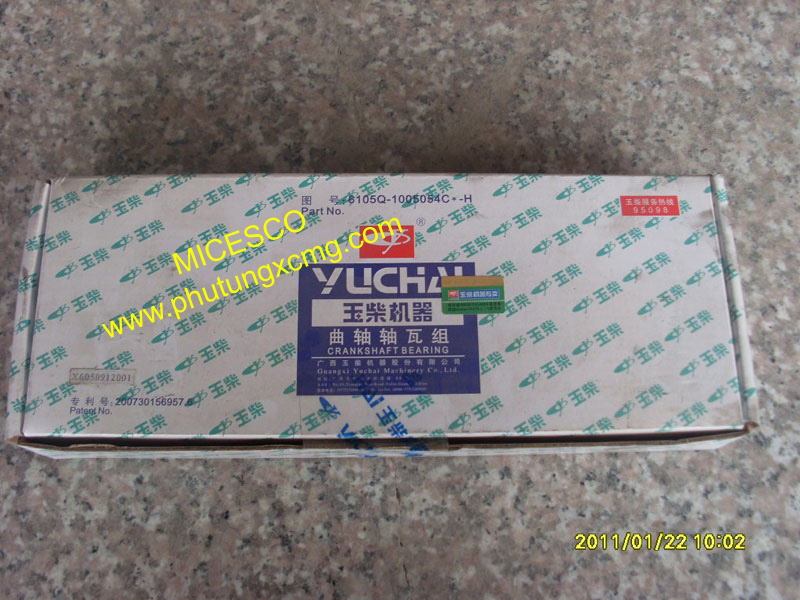 图 号:6105Q-1005054C*-H
Part No.
玉柴服务热线
95098
MICESCO
www.phutungxcmg.com
®
YUCHAI
玉柴机器
曲轴轴瓦组
CRANKSHAFT BEARING
广西玉柴机器股份有限公司
Guangxi Yuchai Machinery Co.,Ltd.
X6050912001
专 利 号:200730156957.6
Patent No.
玉柴
2011/01/22 10:02